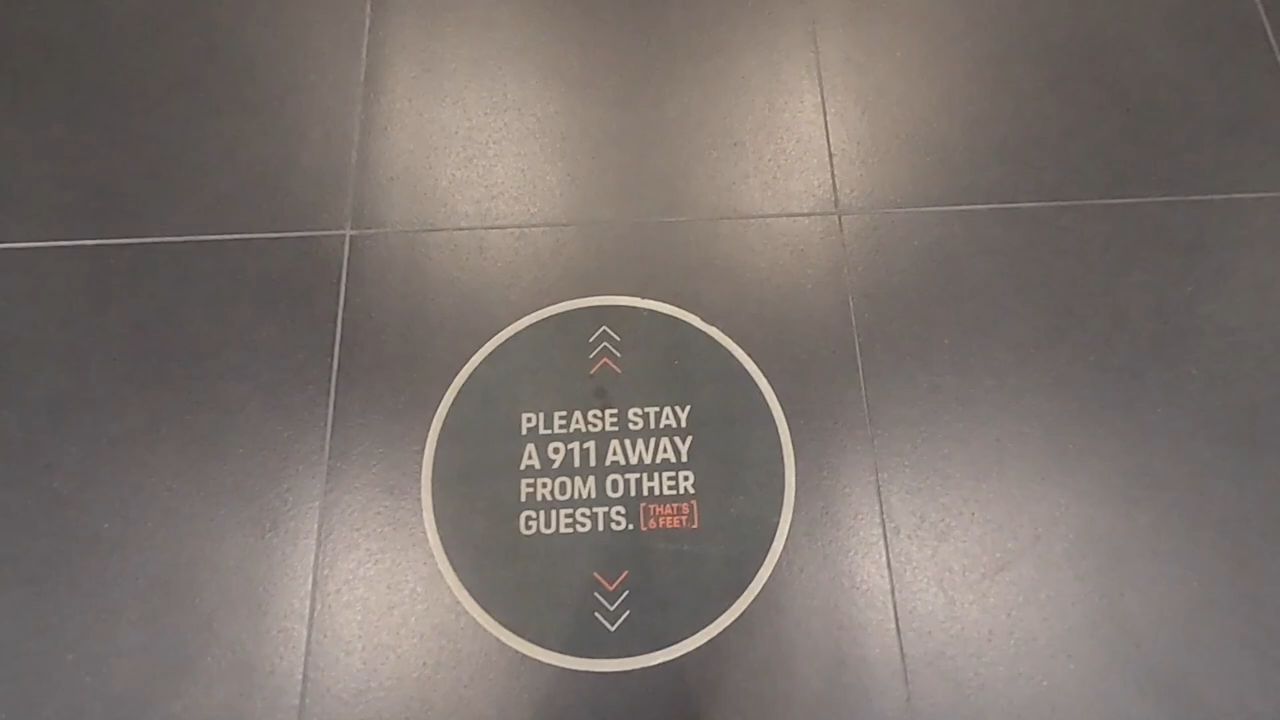 PLEASE STAY
A 911 AWAY
FROM OTHER
GUESTS. [THAT'S
6 FEET.]